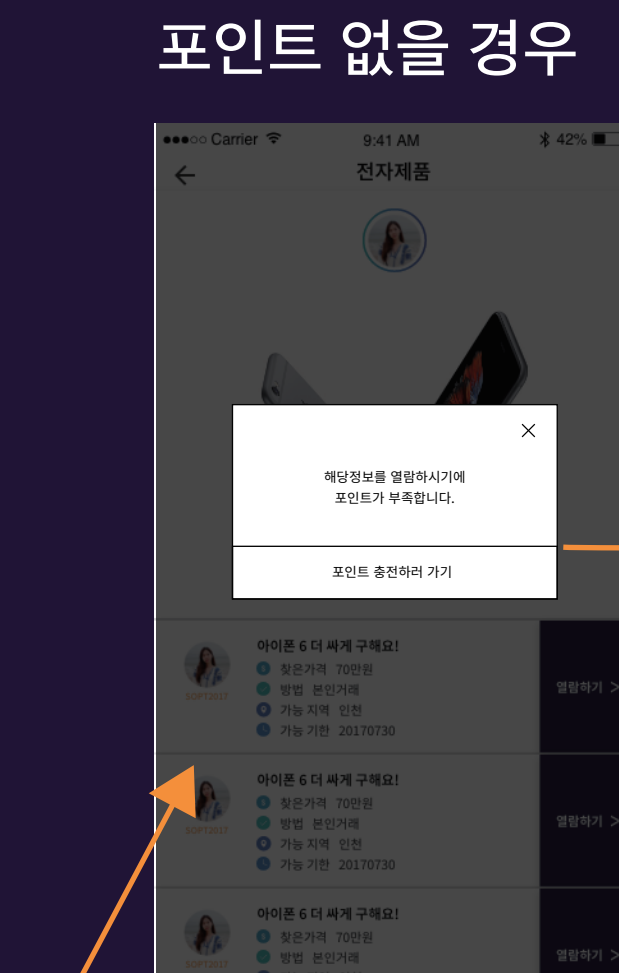 포인트 없을 경우
Carrier 9:41 AM 42%
전자제품
해당정보를 열람하시기에
포인트가 부족합니다.
포인트 충전하러 가기
아이폰 6 더 싸게 구해요!
찾은가격 70만원
방법 본인거래
가능 지역 인천
가능 기한 20170730
SOPT2017
열람하기 >
아이폰 6 더 싸게 구해요!
찾은가격 70만원
방법 본인거래
가능 지역 인천
가능 기한 20170730
SOPT2017
열람하기 >
아이폰 6 더 싸게 구해요!
찾은가격 70만원
방법 본인거래
SOPT2017
열람하기 >